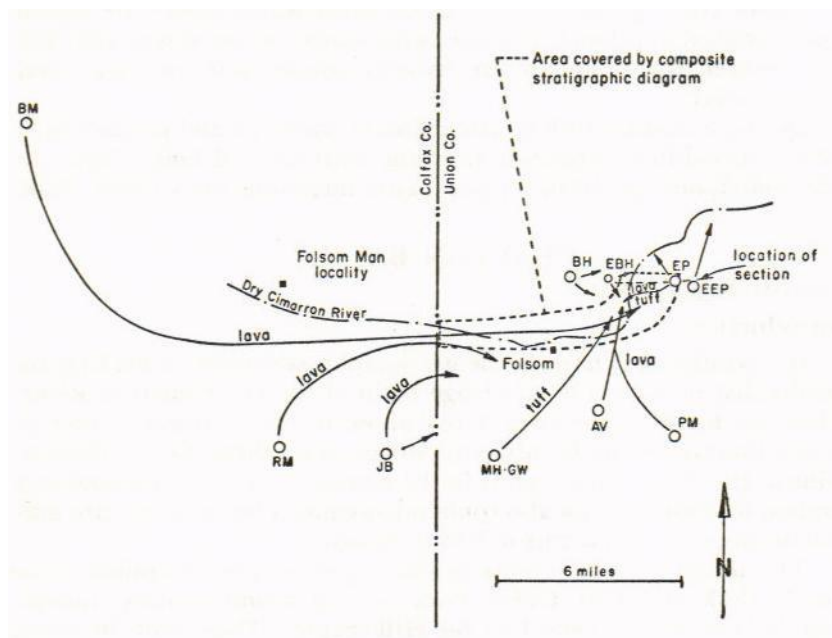 Area covered by composite
stratigraphic diagram
BM
Colfax Co.
Union Co.
Folsom Man
locality
BH
EBH
EP
location of
section
EEP
lava
tuff
Dry Cimarron River
lava
lava
lava
Folsom
tuff
lava
RM
JB
MH-GW
AV
PM
6 miles
N